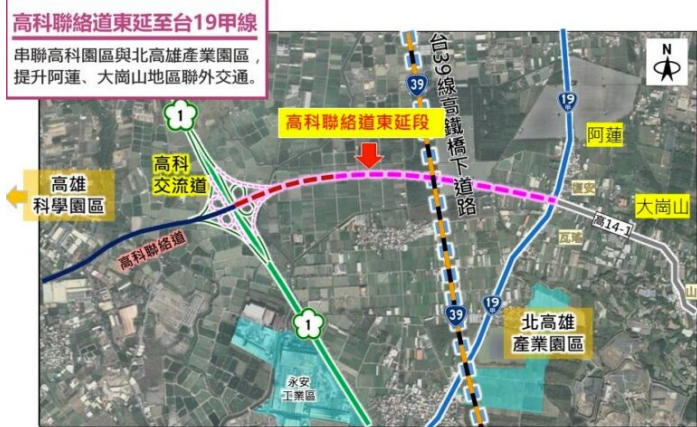 高科聯絡道東延至台19甲線
串聯高科園區與北高雄產業園區，
提升阿蓮、大崗山地區聯外交通。
N
1
39
19
甲
台39線高鐵橋下道路
高科聯絡道東延段
阿蓮
高科
交流道
高雄
科學園區
大崗山
高14-1
高科聯絡道
山
1
39
19
甲
北高雄
產業園區
永安
工業區